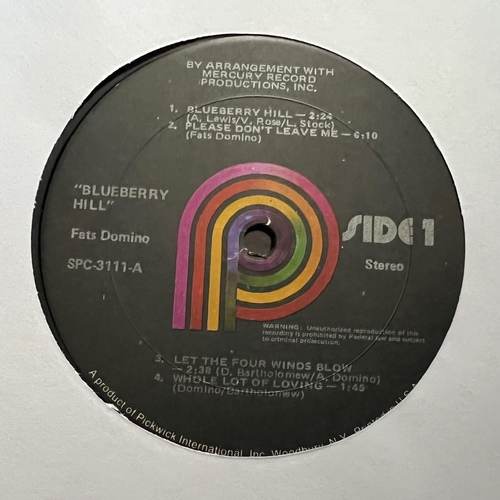 BY ARRANGEMENT WITH
MERCURY RECORD
PRODUCTIONS, INC.
1. BLUEBERRY HILL — 2:24
(A. Lewis/V. Rose/L. Stock)
2. PLEASE DON'T LEAVE ME — 6:10
(Fats Domino)
"BLUEBERRY
HILL"
Fats Domino
SPC-3111-A
SIDE 1
Stereo
WARNING: Unauthorized reproduction of this
recording is prohibited by Federal law and subject
to criminal prosecution.
3. LET THE FOUR WINDS BLOW
— 2:38 (D. Bartholomew/A. Domino)
4. WHOLE LOT OF LOVING — 1:45
(Domino/Bartholomew)
A product of Pickwick International, Inc. Woodbury, N.Y.